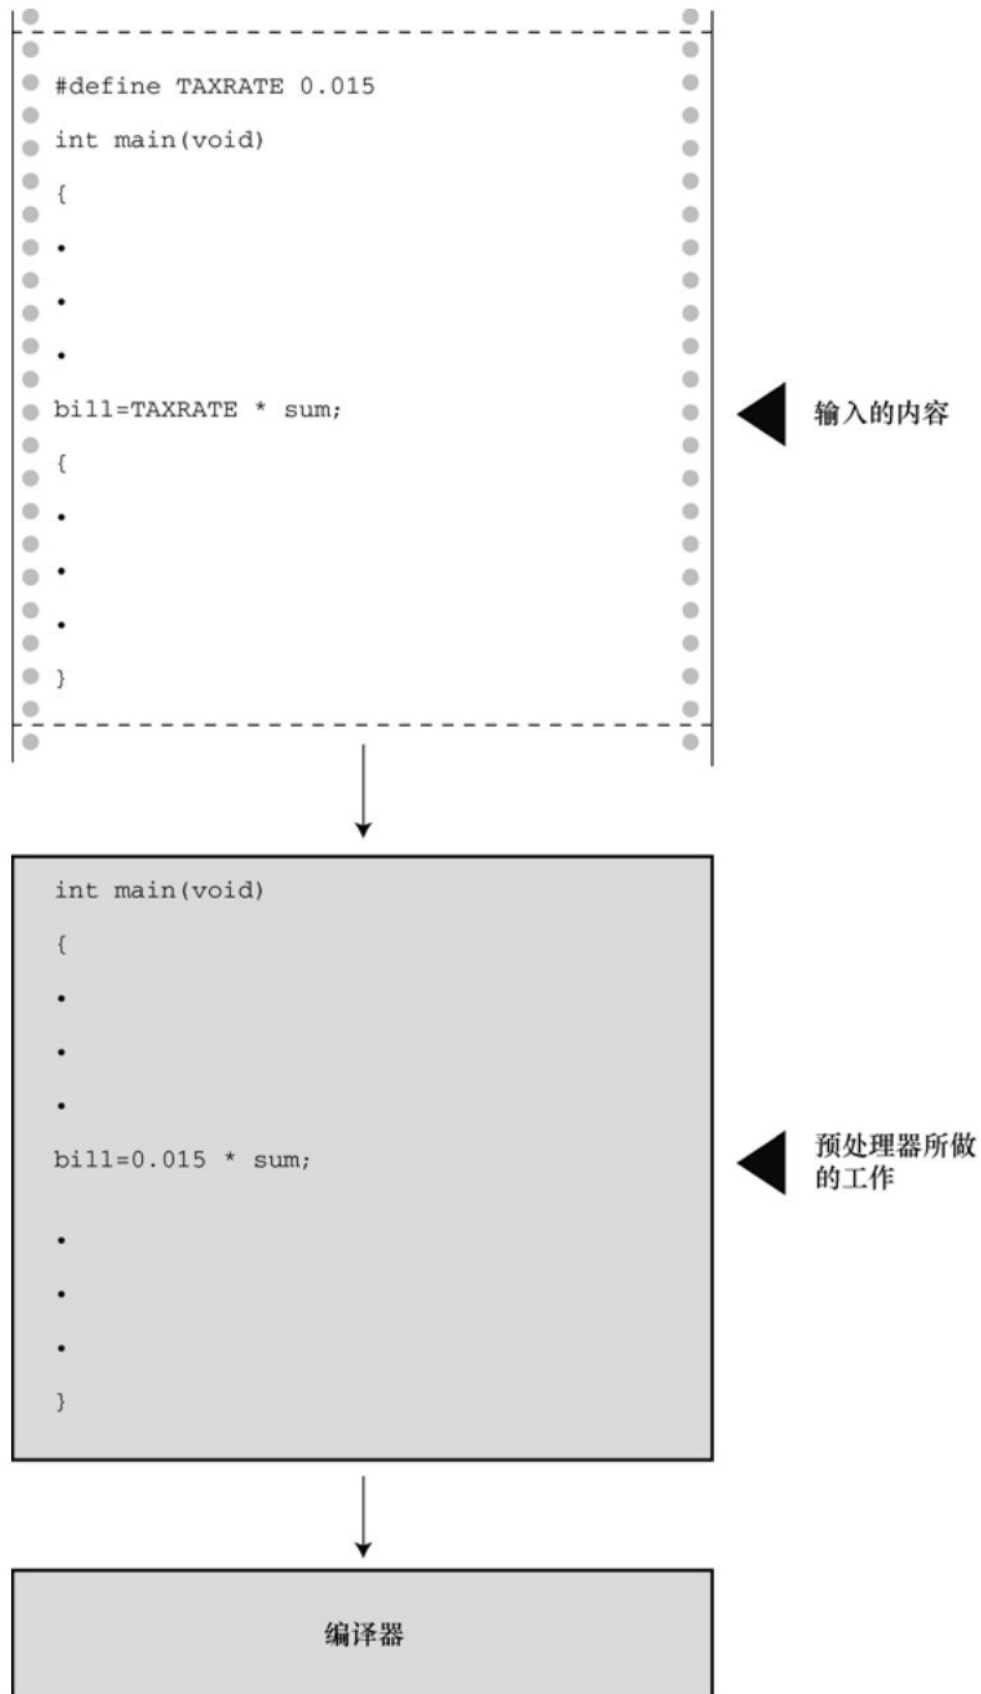 #define TAXRATE 0.015
int main(void)
{
•
•
•
bill=TAXRATE * sum;
{
•
•
•
}
输入的内容
int main(void)
{
•
•
•
bill=0.015 * sum;
•
•
•
}
预处理器所做
的工作
编译器